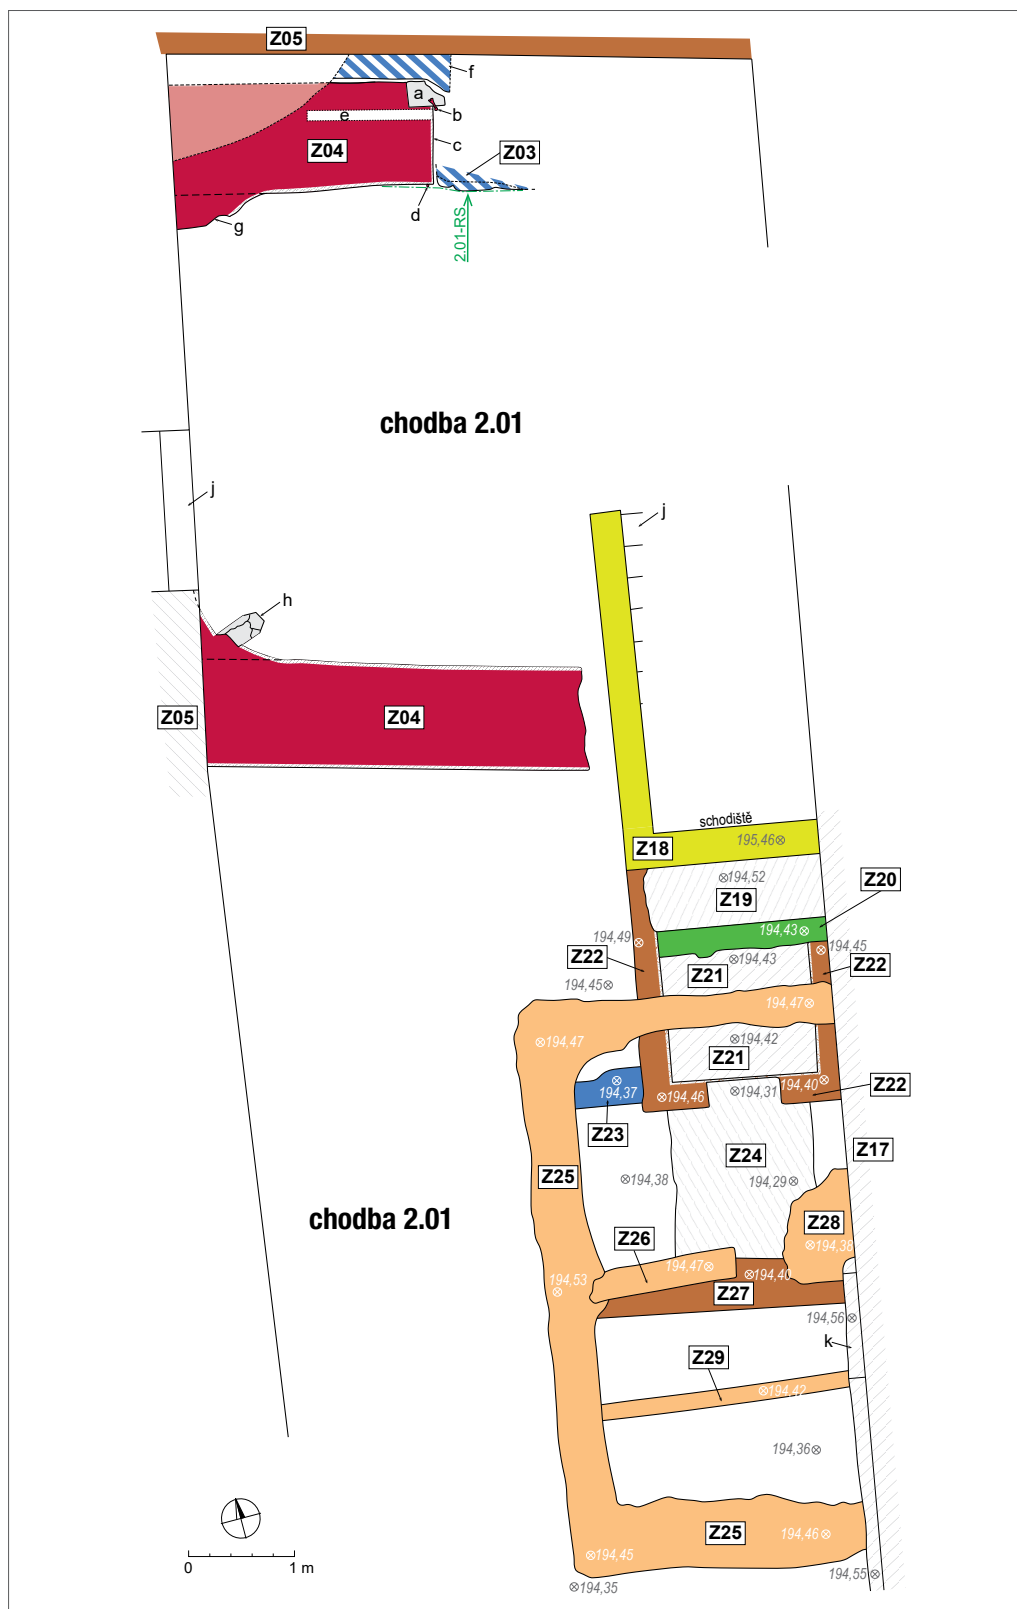 Z05
f
a
b
e
c
Z04
Z03
d
g
2.01-RS
chodba 2.01
j
j
h
Z05
Z04
schodiště
195,46
Z18
194,52
Z20
Z19
194,43
194,49
194,45
Z22
194,43
Z22
Z21
194,45
194,47
194,47
194,42
Z21
194,40
Z22
194,37
194,46
194,31
Z23
Z17
Z24
Z25
194,38
194,29
chodba 2.01
Z28
Z26
194,38
194,47
194,40
194,53
Z27
194,56
k
Z29
194,42
194,36
Z25
194,46
194,45
194,55
194,35
0 1 m